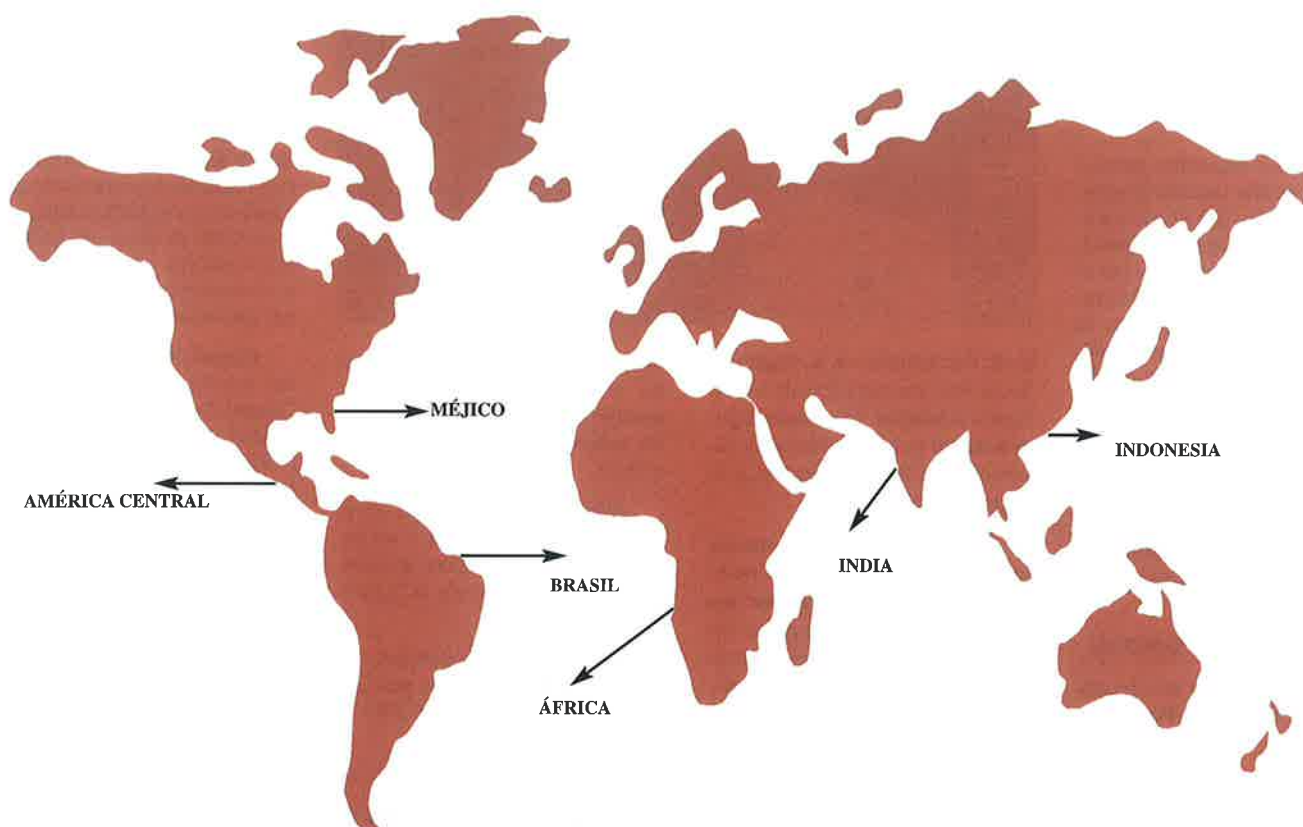 MÉJICO
INDONESIA
AMÉRICA CENTRAL
INDIA
BRASIL
ÁFRICA